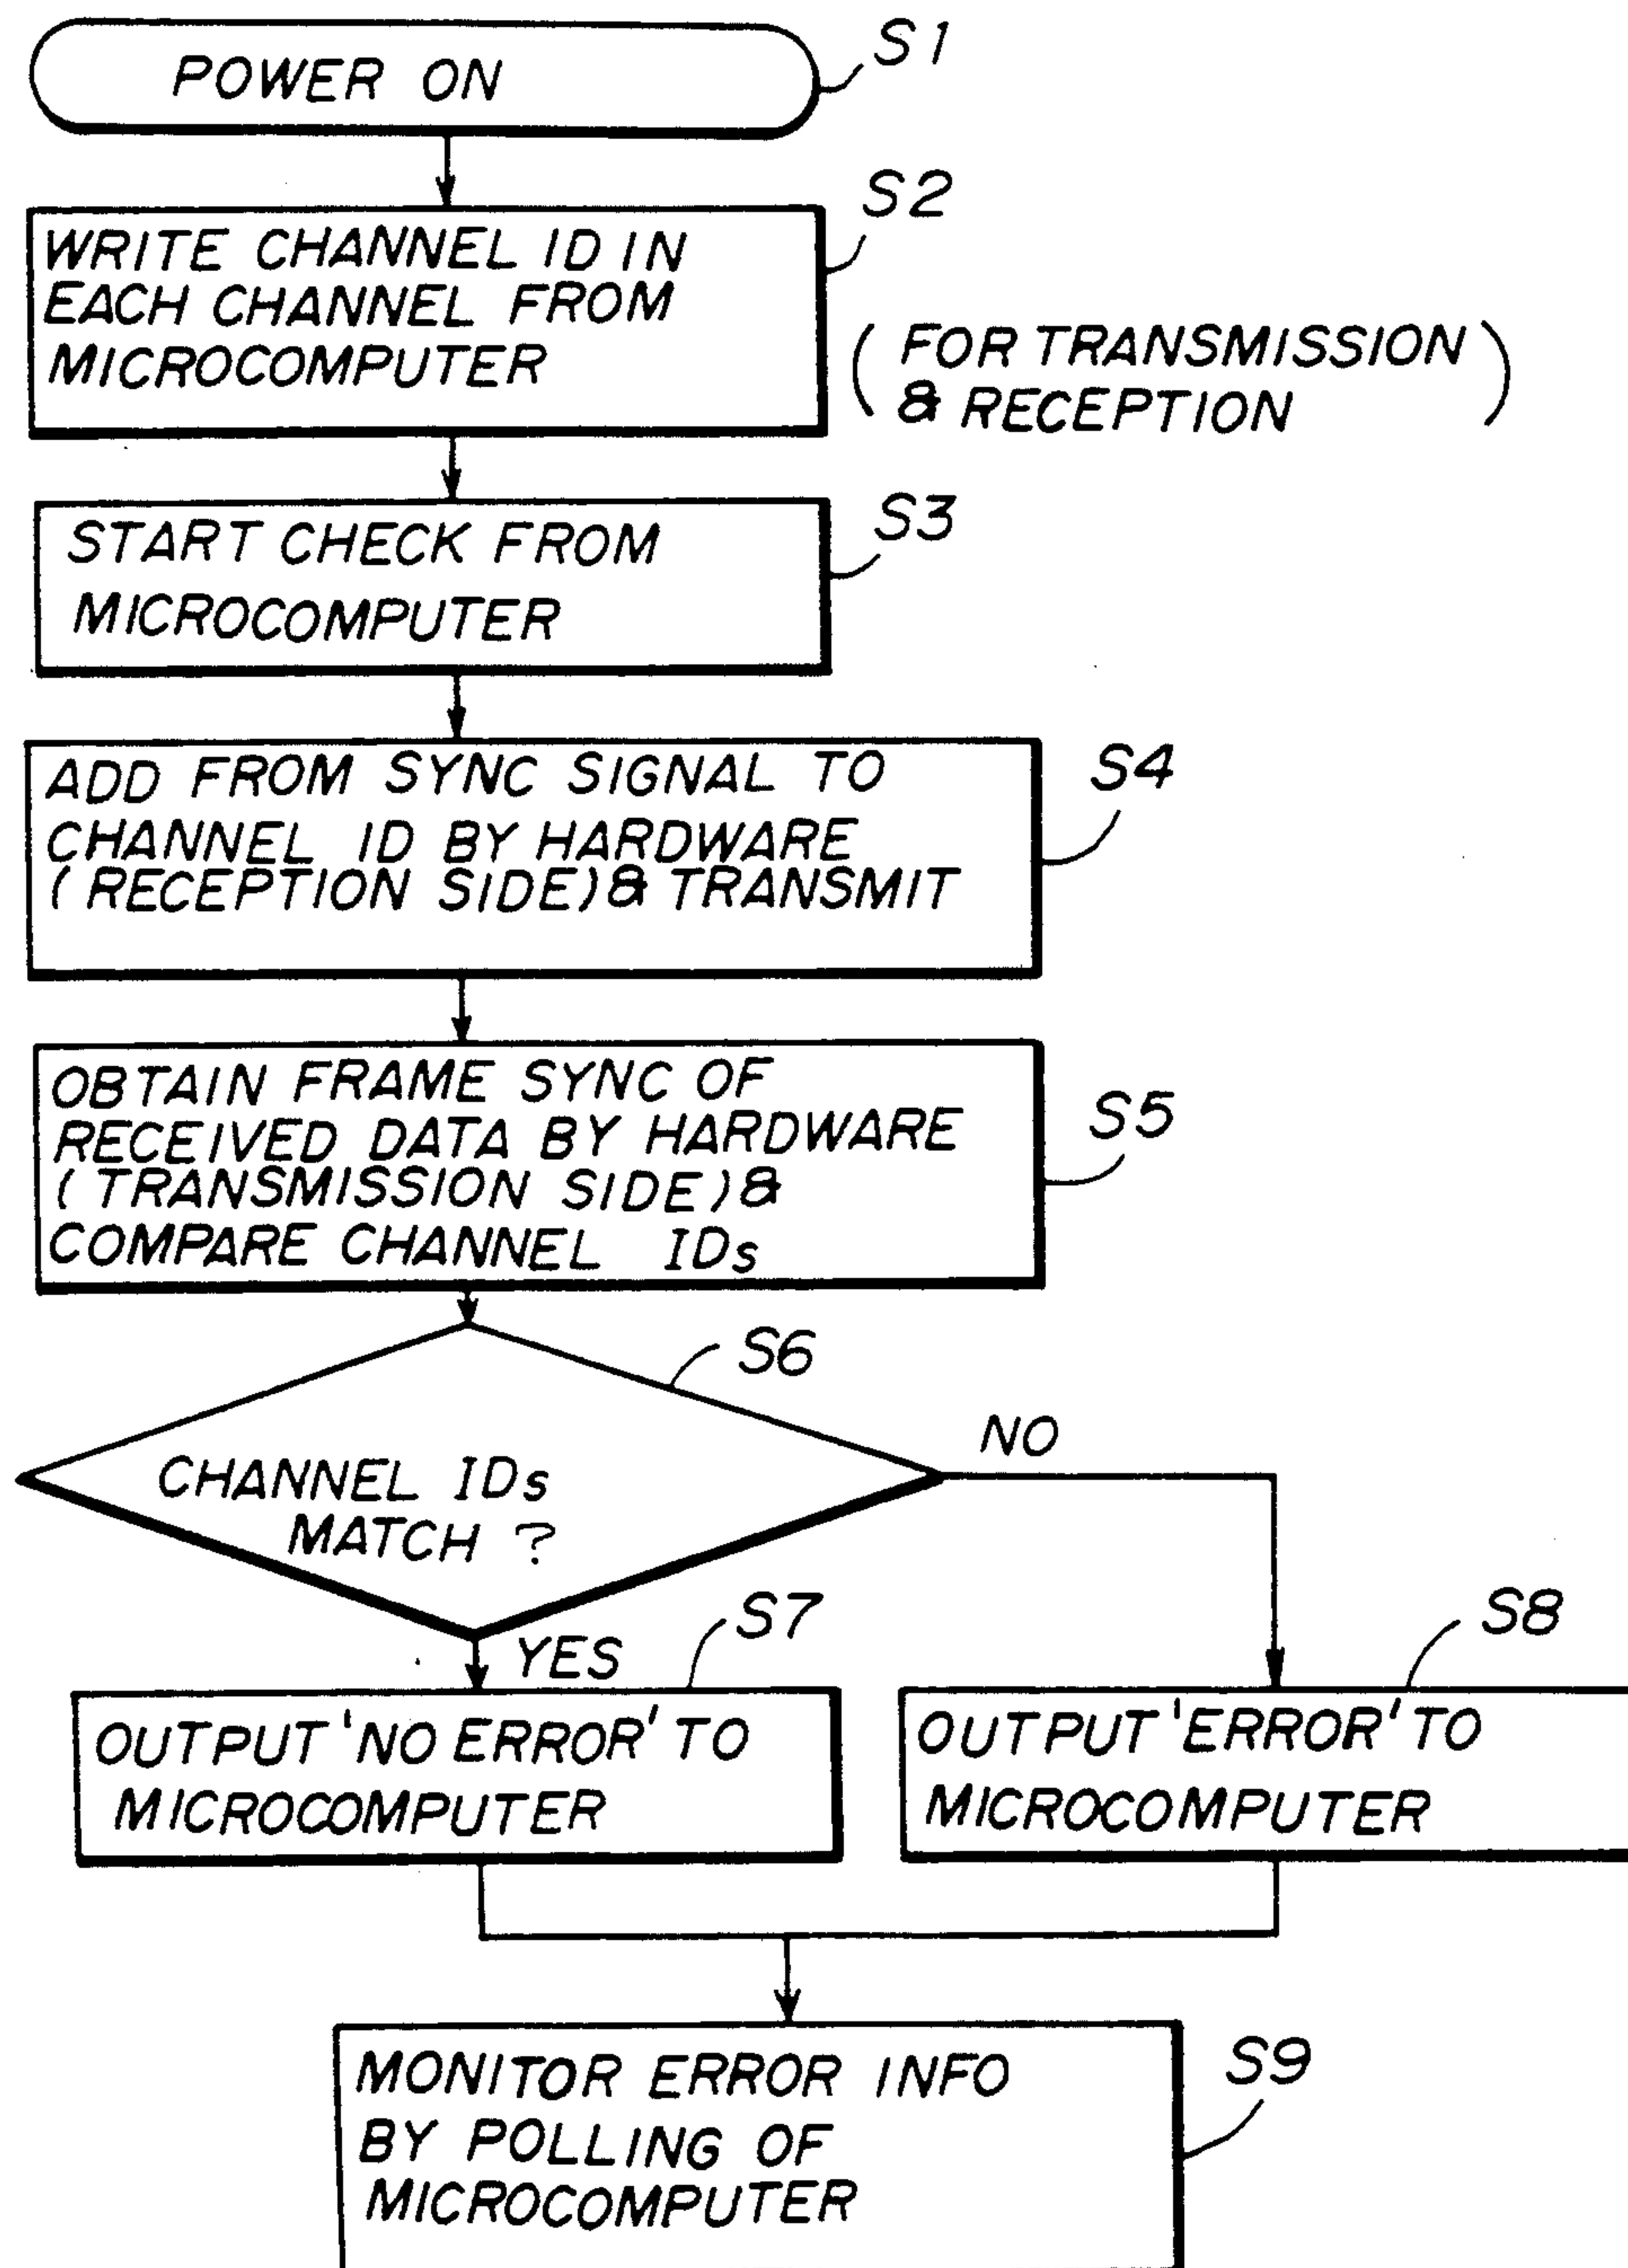 POWER ON
S1
S2
WRITE CHANNEL ID IN
EACH CHANNEL FROM
MICROCOMPUTER
( FOR TRANSMISSION
& RECEPTION )
S3
START CHECK FROM
MICROCOMPUTER
S4
ADD FROM SYNC SIGNAL TO
CHANNEL ID BY HARDWARE
(RECEPTION SIDE)& TRANSMIT
S5
OBTAIN FRAME SYNC OF
RECEIVED DATA BY HARDWARE
(TRANSMISSION SIDE)&
COMPARE CHANNEL IDs
S6
CHANNEL IDs
MATCH ?
NO
YES
S7
OUTPUT 'NO ERROR' TO
MICROCOMPUTER
S8
OUTPUT 'ERROR' TO
MICROCOMPUTER
S9
MONITOR ERROR INFO
BY POLLING OF
MICROCOMPUTER